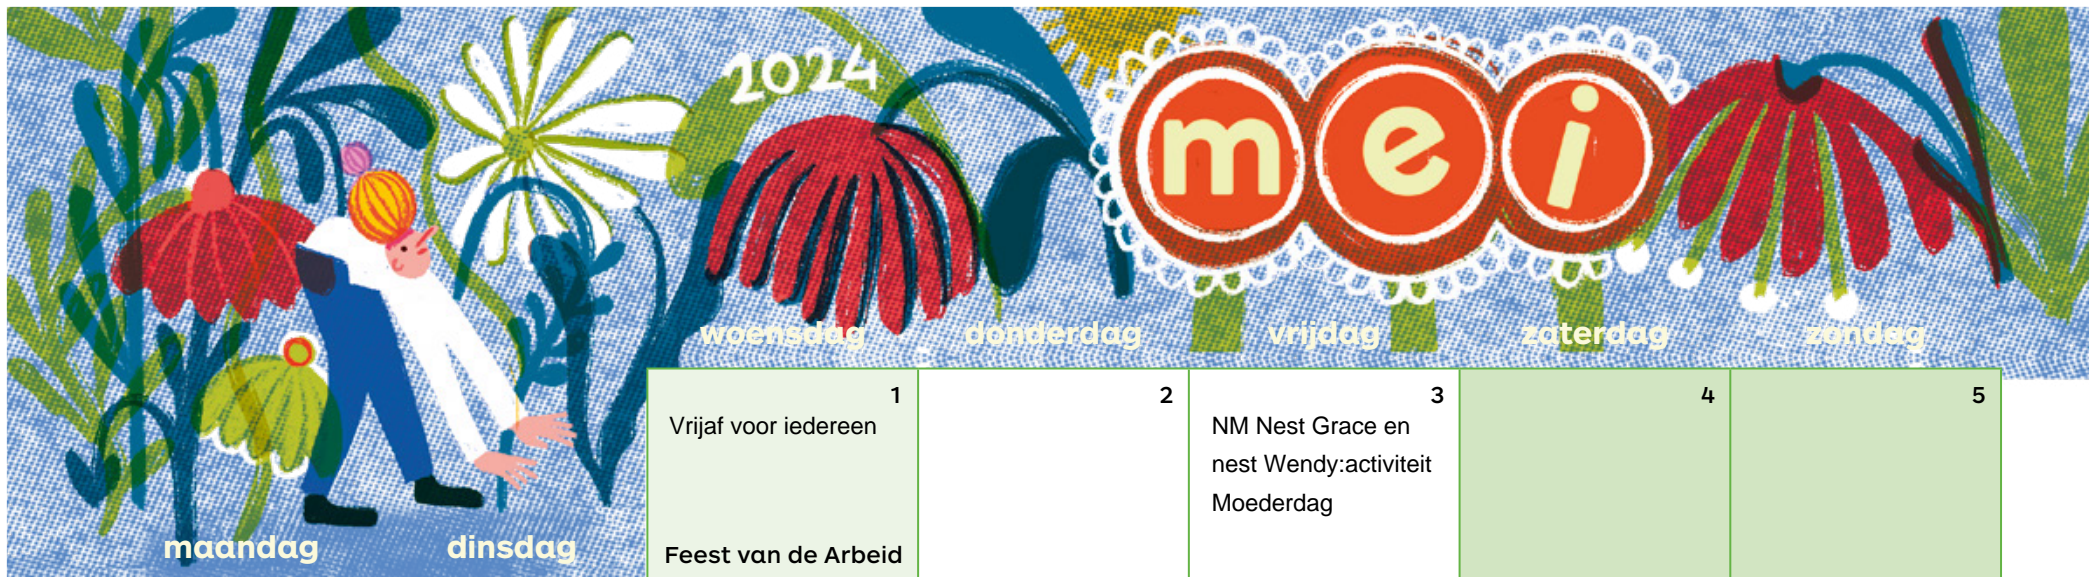 2024
mei
woensdag donderdag vrijdag zaterdag zondag
1 2 3 4 5
Vrijaf voor iedereen
NM Nest Grace en
nest Wendy:activiteit
Moederdag
Feest van de Arbeid
maandag dinsdag